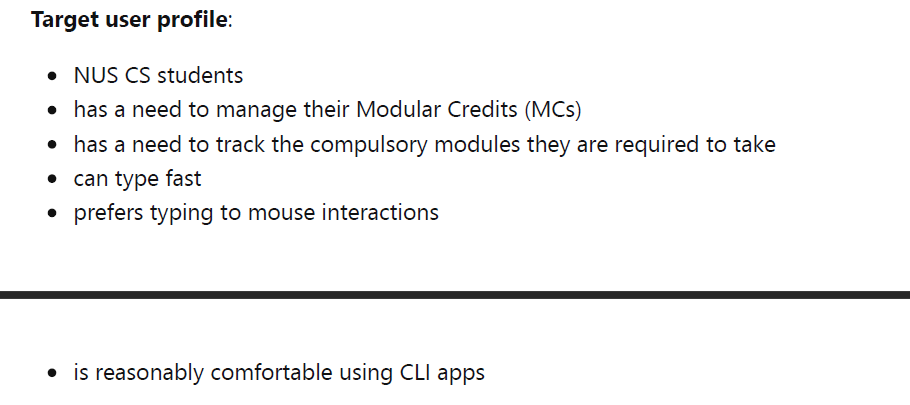 Target user profile:
• NUS CS students
• has a need to manage their Modular Credits (MCs)
• has a need to track the compulsory modules they are required to take
• can type fast
• prefers typing to mouse interactions
• is reasonably comfortable using CLI apps